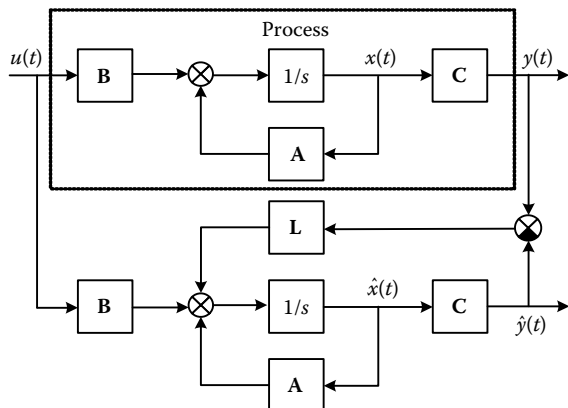 Process
u(t)
B
1/s
x(t)
C
y(t)
A
L
B
1/s
x̂(t)
C
ŷ(t)
A